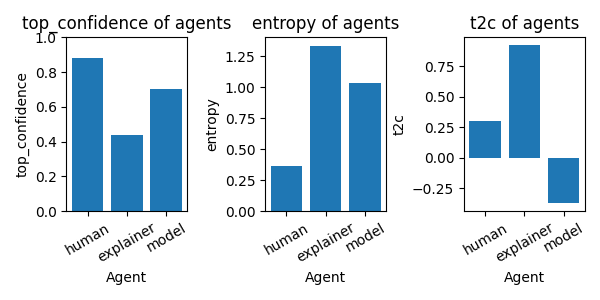 top_confidence of agents
top_confidence
1.0
0.8
0.6
0.4
0.2
0.0
human
explainer
model
Agent
entropy of agents
entropy
1.25
1.00
0.75
0.50
0.25
0.00
human
explainer
model
Agent
t2c of agents
t2c
0.75
0.50
0.25
0.00
−0.25
human
explainer
model
Agent